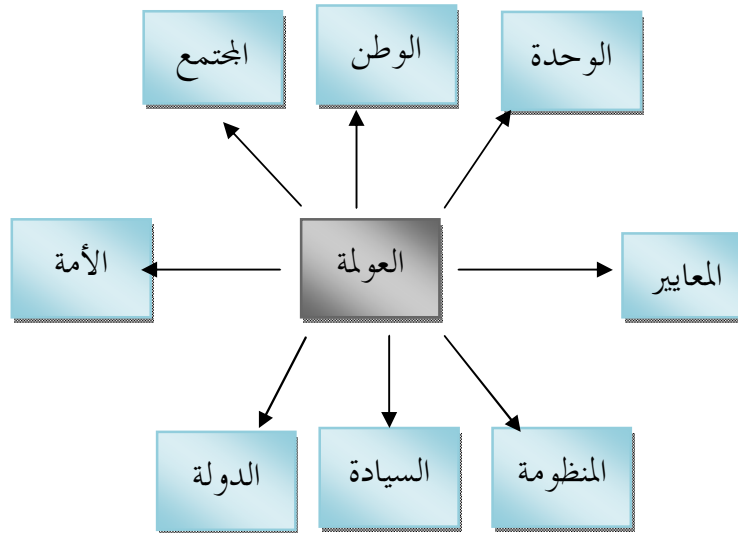 الوحدة
الوطن
المجتمع
المعايير
العولمة
الأمة
المنظومة
السيادة
الدولة